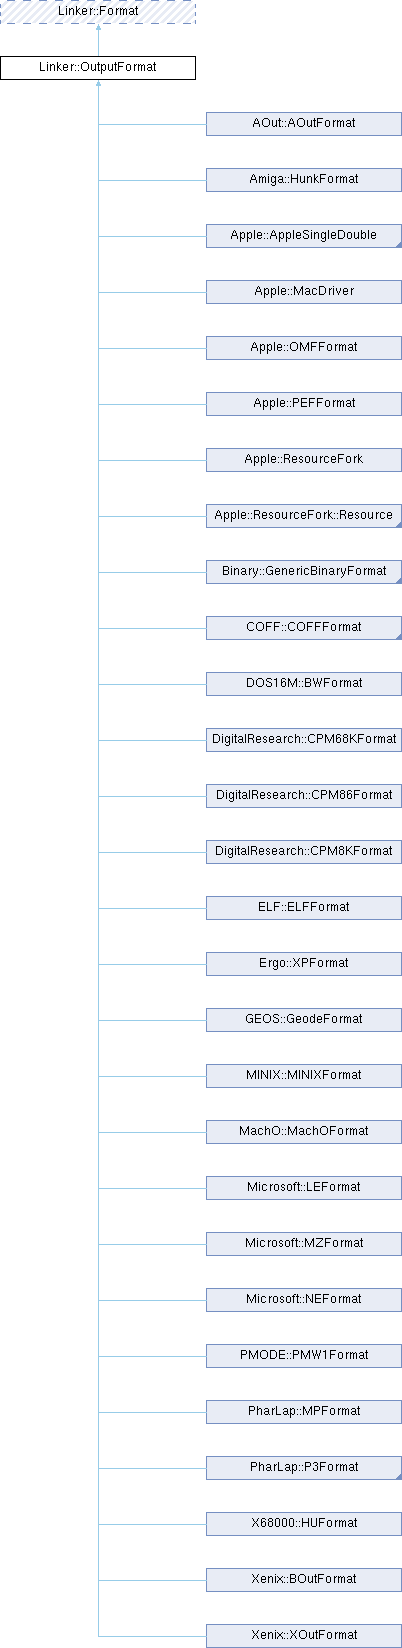 Linker::Format
Linker::OutputFormat
AOut::AOutFormat
Amiga::HunkFormat
Apple::AppleSingleDouble
Apple::MacDriver
Apple::OMFFormat
Apple::PEFFormat
Apple::ResourceFork
Apple::ResourceFork::Resource
Binary::GenericBinaryFormat
COFF::COFFFormat
DOS16M::BWFormat
DigitalResearch::CPM68KFormat
DigitalResearch::CPM86Format
DigitalResearch::CPM8KFormat
ELF::ELFFormat
Ergo::XPFormat
GEOS::GeodeFormat
MINIX::MINIXFormat
MachO::MachOFormat
Microsoft::LEFormat
Microsoft::MZFormat
Microsoft::NEFormat
PMODE::PMW1Format
PharLap::MPFormat
PharLap::P3Format
X68000::HUFormat
Xenix::BOutFormat
Xenix::XOutFormat